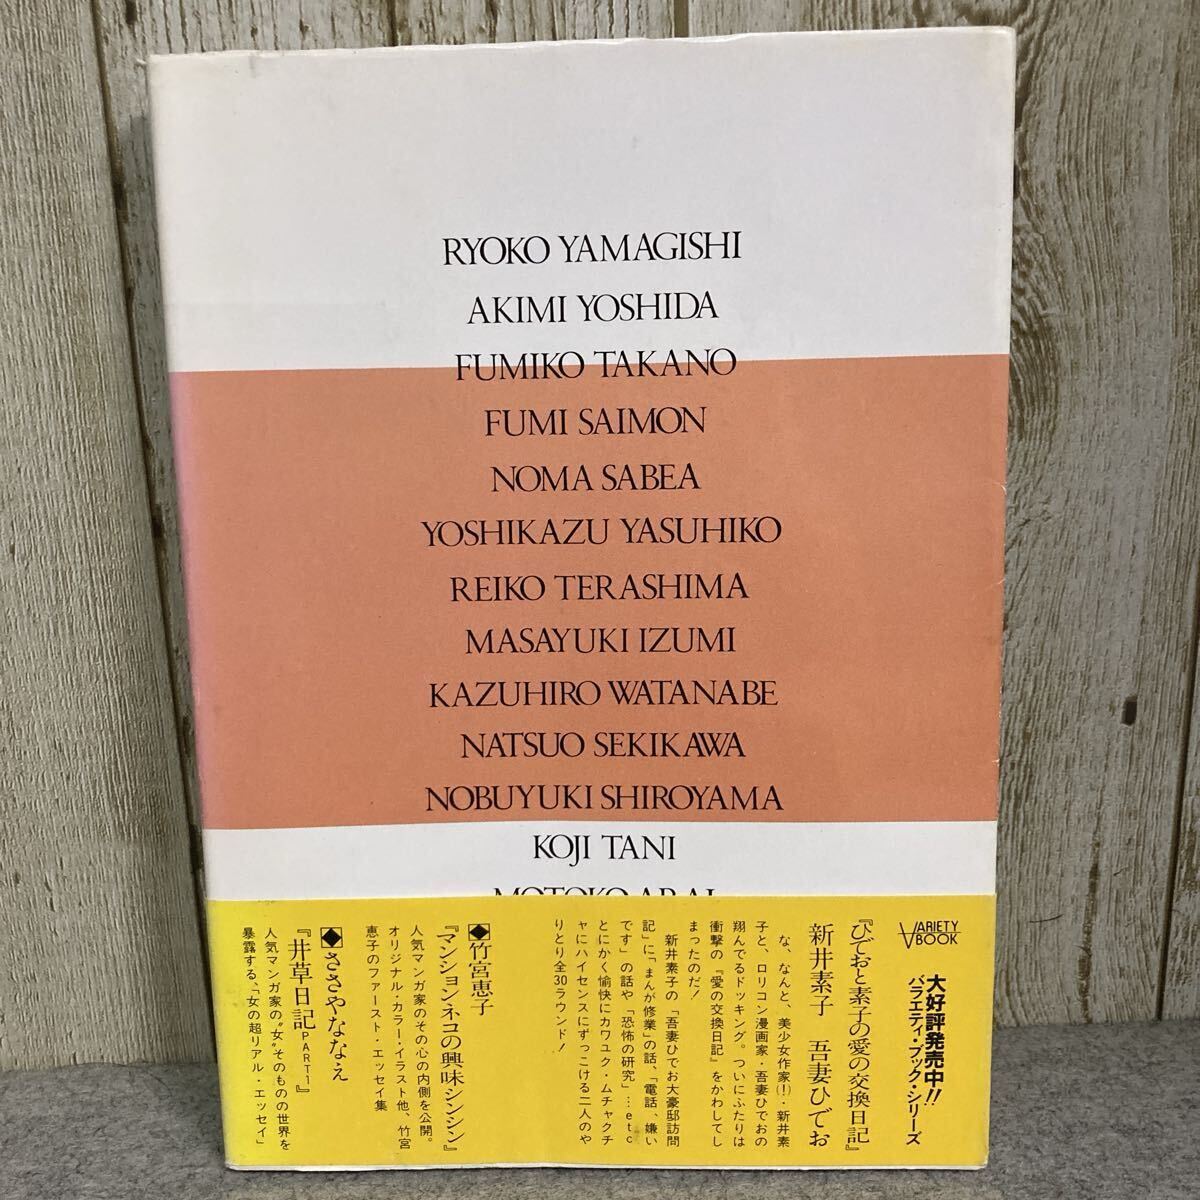 RYOKO YAMAGISHI
AKIMI YOSHIDA
FUMIKO TAKANO
FUMI SAIMON
NOMA SABEA
YOSHIKAZU YASUHIKO
REIKO TERASHIMA
MASAYUKI IZUMI
KAZUHIRO WATANABE
NATSUO SEKIKAWA
NOBUYUKI SHIROYAMA
KOJI TANI
MOTOKO ARAI
VARIETY
BOOK
大好評発売中!!
バラエティ・ブック・シリーズ
『ひでおと素子の愛の交換日記』
新井素子 吾妻ひでお
な、なんと、美少女作家(!)・新井素
子と、ロリコン漫画家・吾妻ひでおの
翔んでるドッキング。ついにふたりは
衝撃の『愛の交換日記』をかわしてし
まったのだ!
新井素子の「吾妻ひでお大豪邸訪問
記」に「まんが修業」の話、「電話、嫌い
です」の話や「恐怖の研究」…etc
とにかく愉快にカワユク・ムチャクチ
ャにハイセンスにずっこける二人のや
りとり全30ラウンド!
◆竹宮恵子
『マンションネコの興味シンシン』
人気マンガ家のその心の内側を公開。
オリジナル・カラー・イラスト他、竹宮
恵子のファースト・エッセイ集
◆ささやななえ
『井草日記PART1』
人気マンガ家の〝女〟そのものの世界を
暴露する、「女の超リアル・エッセイ」